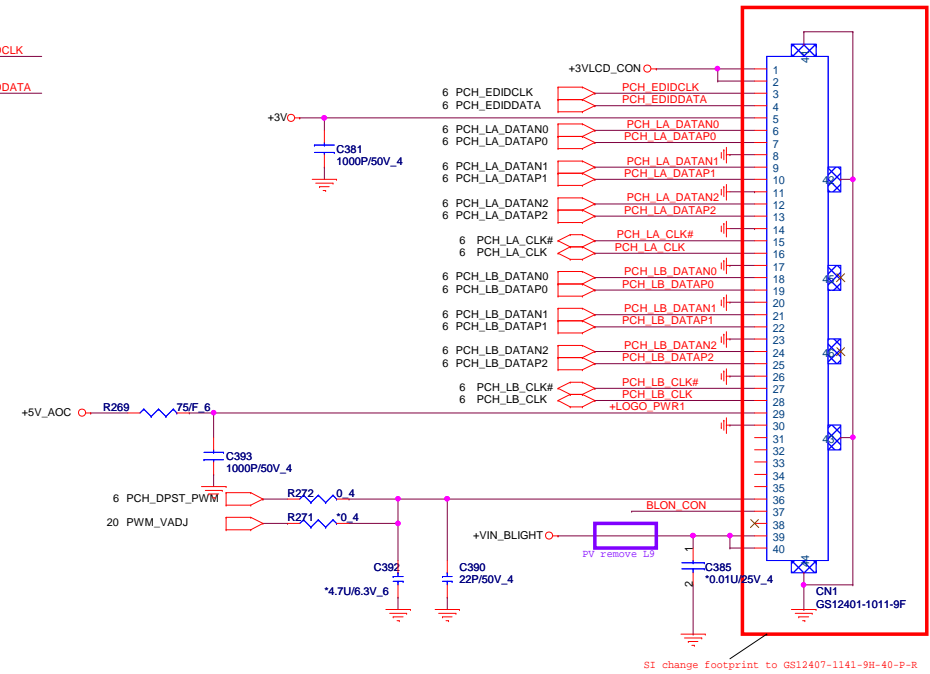 CLK
DATA
+3VLCD_CON
6 PCH_EDIDCLK PCH_EDIDCLK
6 PCH_EDIDDATA PCH_EDIDDATA
+3V
C381
1000P/50V_4
6 PCH_LA_DATAN0 PCH_LA_DATAN0
6 PCH_LA_DATAP0 PCH_LA_DATAP0
6 PCH_LA_DATAN1 PCH_LA_DATAN1
6 PCH_LA_DATAP1 PCH_LA_DATAP1
6 PCH_LA_DATAN2 PCH_LA_DATAN2
6 PCH_LA_DATAP2 PCH_LA_DATAP2
6 PCH_LA_CLK# PCH_LA_CLK#
6 PCH_LA_CLK PCH_LA_CLK
6 PCH_LB_DATAN0 PCH_LB_DATAN0
6 PCH_LB_DATAP0 PCH_LB_DATAP0
6 PCH_LB_DATAN1 PCH_LB_DATAN1
6 PCH_LB_DATAP1 PCH_LB_DATAP1
6 PCH_LB_DATAN2 PCH_LB_DATAN2
6 PCH_LB_DATAP2 PCH_LB_DATAP2
6 PCH_LB_CLK# PCH_LB_CLK#
6 PCH_LB_CLK PCH_LB_CLK
+5V_AOC R269 75/F_6 +LOGO_PWR1
C393
1000P/50V_4
6 PCH_DPST_PWM R272 0_4
20 PWM_VADJ R271 *0_4
BLON_CON
+VIN_BLIGHT
PV remove L9
C392
*4.7U/6.3V_6
C390
22P/50V_4
1
C385
*0.01U/25V_4
2
1
2
3
4
5
6
7
8
9
10
11
12
13
14
15
16
17
18
19
20
21
22
23
24
25
26
27
28
29
30
31
32
33
34
35
36
37
38
39
40
CN1
GS12401-1011-9F
SI change footprint to GS12407-1141-9H-40-P-R